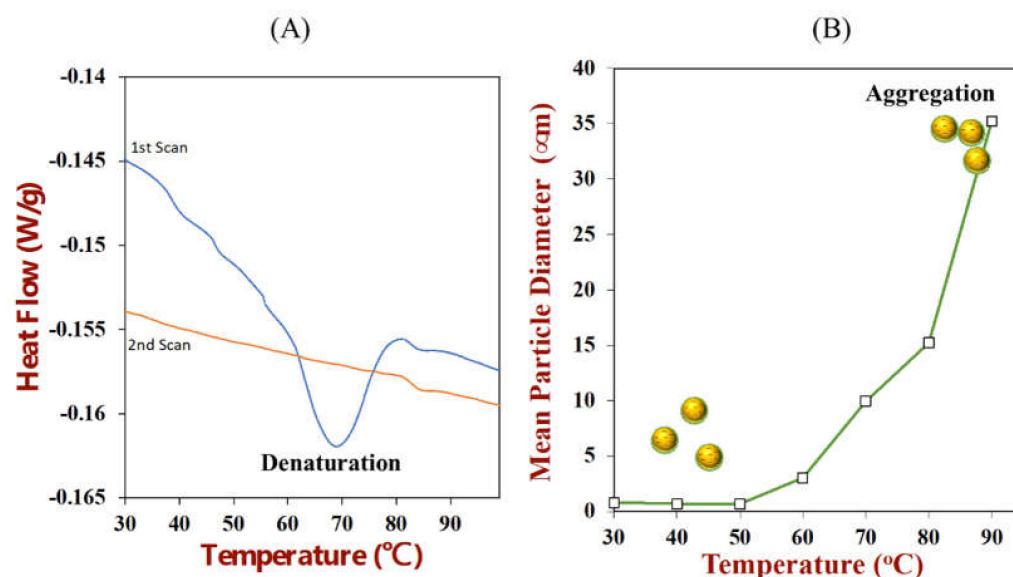 (A)
-0.14
-0.145
-0.15
-0.155
-0.16
-0.165
Heat Flow (W/g)
1st Scan
2nd Scan
Denaturation
30 40 50 60 70 80 90
Temperature (°C)
(B)
40
35
30
25
20
15
10
5
0
Mean Particle Diameter (∝m)
Aggregation
30 40 50 60 70 80 90
Temperature (°C)